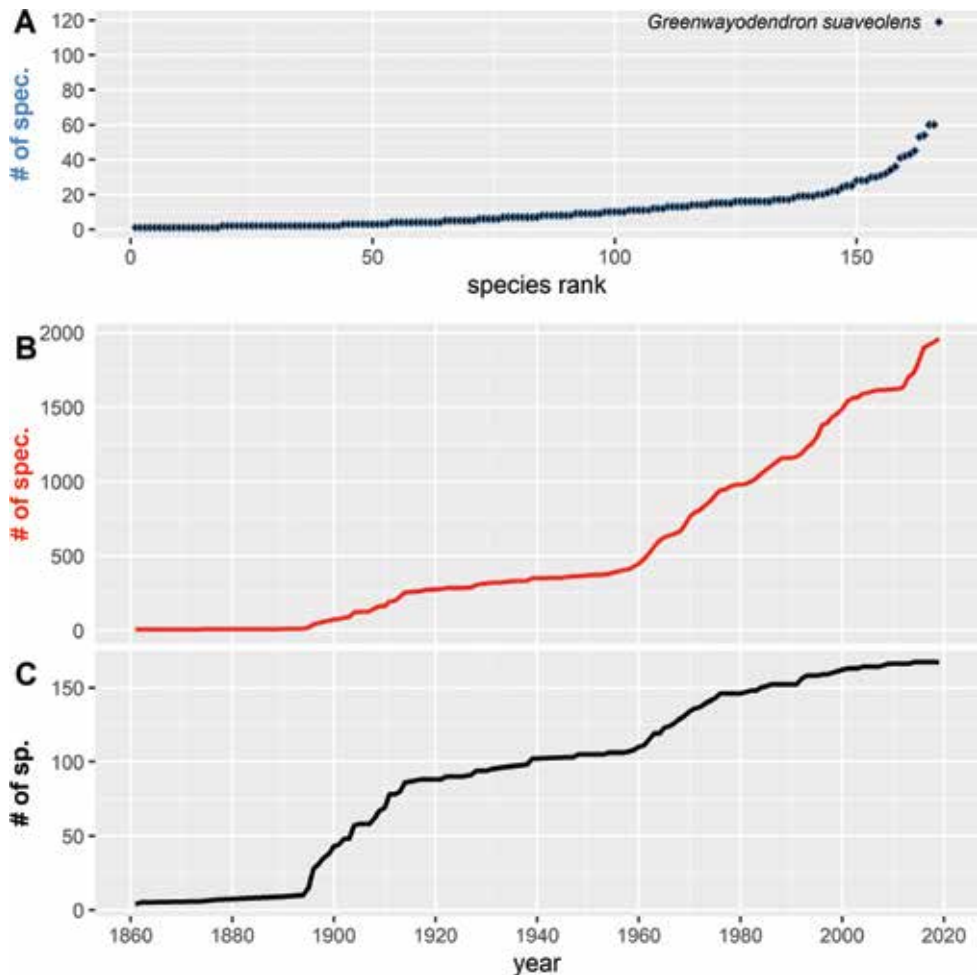 A
Greenwayodendron suaveolens
# of spec.
120
100
80
60
40
20
0
0 50 100 150
species rank
B
# of spec.
2000
1500
1000
500
0
C
# of sp.
150
100
50
0
1860 1880 1900 1920 1940 1960 1980 2000 2020
year